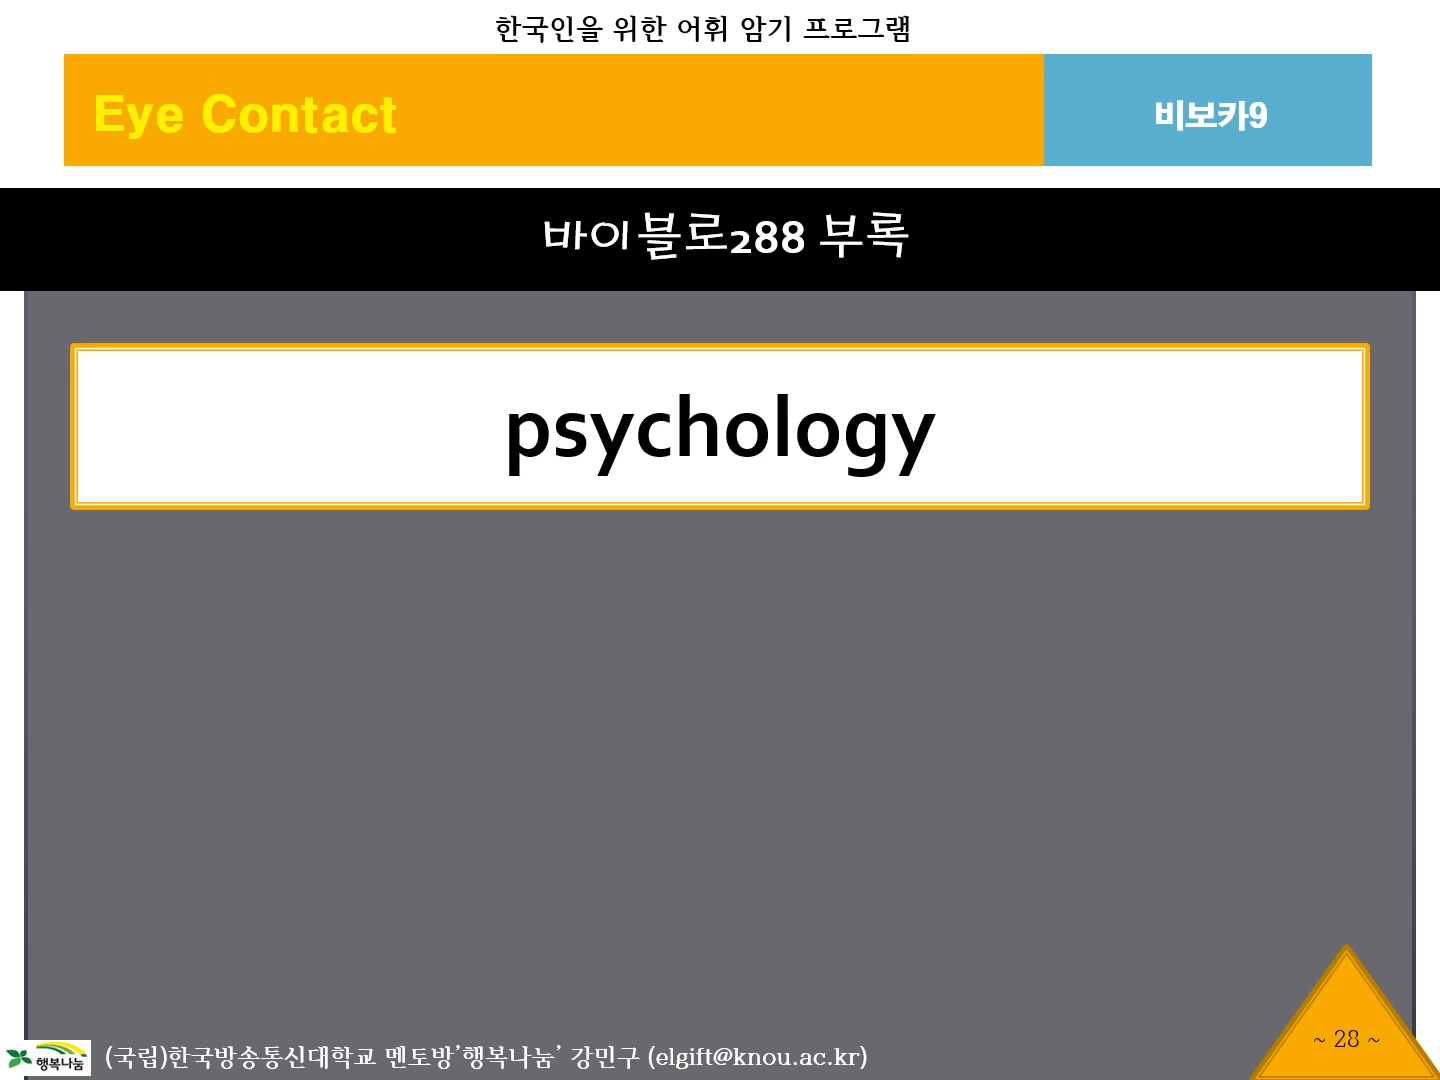 한국인을 위한 어휘 암기 프로그램
Eye Contact
비보카9
바이블로288 부록
psychology
~ 28 ~
행복나눔
(국립)한국방송통신대학교 멘토방’행복나눔’ 강민구 (elgift@knou.ac.kr)